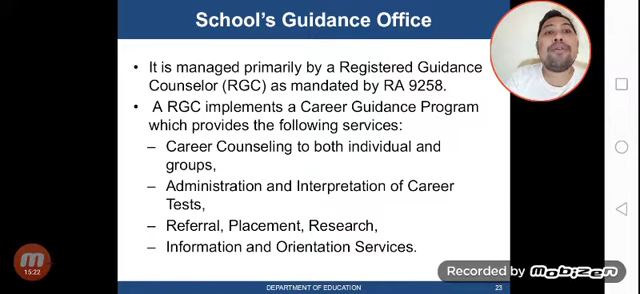 School's Guidance Office
• It is managed primarily by a Registered Guidance
Counselor (RGC) as mandated by RA 9258.
• A RGC implements a Career Guidance Program
which provides the following services:
– Career Counseling to both individual and
groups,
– Administration and Interpretation of Career
Tests,
– Referral, Placement, Research,
– Information and Orientation Services.
m
15:22
Recorded by mobizen
DEPARTMENT OF EDUCATION
23